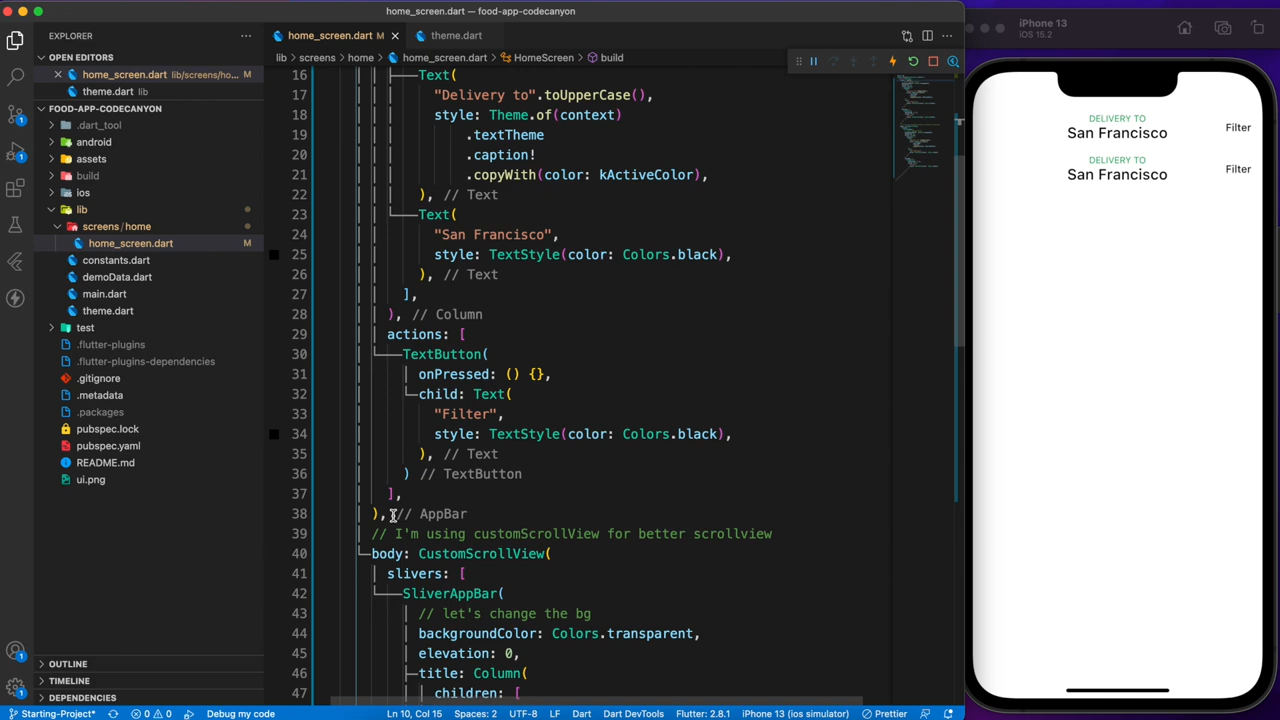 home_screen.dart — food-app-codecanyon
EXPLORER
OPEN EDITORS
home_screen.dart lib/screens/ho... M
theme.dart lib
FOOD-APP-CODECANYON
.dart_tool
android
assets
build
ios
lib
screens / home
home_screen.dart M
constants.dart
demoData.dart
main.dart
theme.dart
test
.flutter-plugins
.flutter-plugins-dependencies
.gitignore
.metadata
.packages
pubspec.lock
pubspec.yaml
README.md
ui.png
OUTLINE
TIMELINE
DEPENDENCIES
1
1
1
1
home_screen.dart M
theme.dart
lib > screens > home > home_screen.dart > HomeScreen > build
16 Text(
17 "Delivery to".toUpperCase(),
18 style: Theme.of(context)
19 .textTheme
20 .caption!
21 .copyWith(color: kActiveColor),
22 ), // Text
23 Text(
24 "San Francisco",
25 style: TextStyle(color: Colors.black),
26 ), // Text
27 ],
28 ), // Column
29 actions: [
30 TextButton(
31 onPressed: () {},
32 child: Text(
33 "Filter",
34 style: TextStyle(color: Colors.black),
35 ), // Text
36 ) // TextButton
37 ],
38 ), // AppBar
39 // I'm using customScrollView for better scrollview
40 body: CustomScrollView(
41 slivers: [
42 SliverAppBar(
43 // let's change the bg
44 backgroundColor: Colors.transparent,
45 elevation: 0,
46 title: Column(
47 children: [
Starting-Project* 0 0 Debug my code Ln 10, Col 15 Spaces: 2 UTF-8 LF Dart Dart DevTools Flutter: 2.8.1 iPhone 13 (ios simulator) Prettier
iPhone 13
iOS 15.2
DELIVERY TO
San Francisco
Filter
DELIVERY TO
San Francisco
Filter